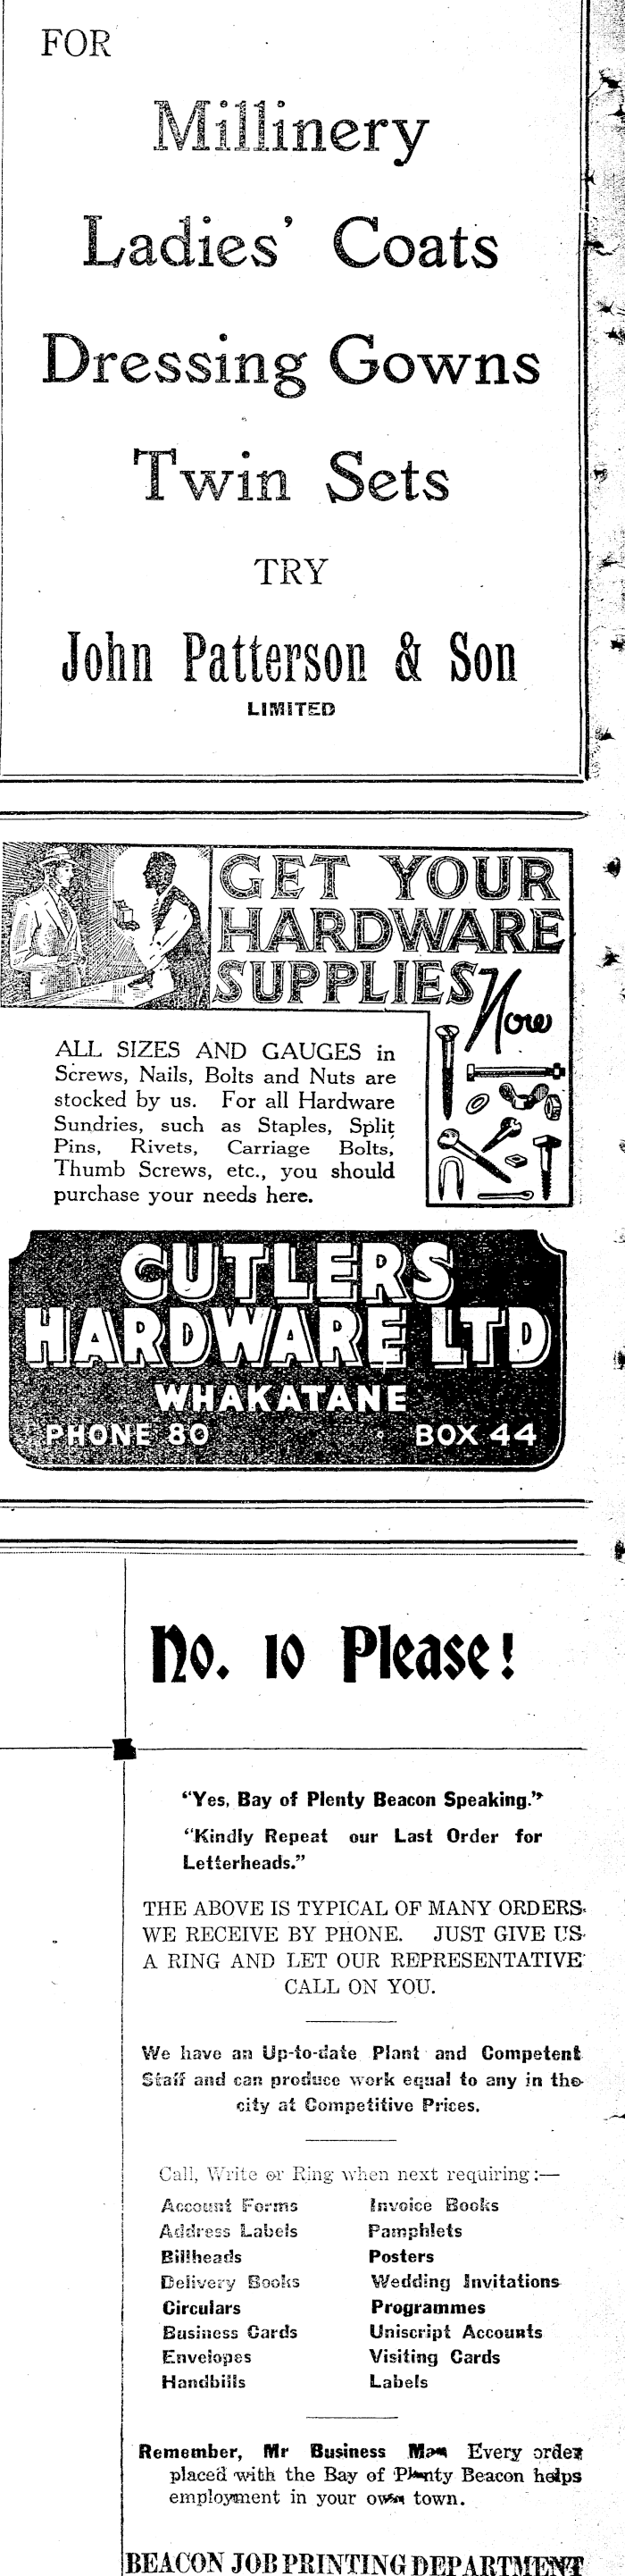 FOR
Millinery
Ladies' Coats
Dressing Gowns
Twin Sets
TRY
John Patterson & Son
LIMITED
GET YOUR
HARDWARE
SUPPLIES Now
ALL SIZES AND GAUGES in
Screws, Nails, Bolts and Nuts are
stocked by us. For all Hardware
Sundries, such as Staples, Split
Pins, Rivets, Carriage Bolts,
Thumb Screws, etc., you should
purchase your needs here.
CUTLERS
HARDWARE LTD
WHAKATANE
PHONE 80 BOX 44
No. 10 Please!
"Yes, Bay of Plenty Beacon Speaking."
"Kindly Repeat our Last Order for
Letterheads."
THE ABOVE IS TYPICAL OF MANY ORDERS
WE RECEIVE BY PHONE. JUST GIVE US
A RING AND LET OUR REPRESENTATIVE
CALL ON YOU.
We have an Up-to-date Plant and Competent
Staff and can produce work equal to any in the
city at Competitive Prices.
Call, Write or Ring when next requiring:—
Account Forms Invoice Books
Address Labels Pamphlets
Billheads Posters
Delivery Books Wedding Invitations
Circulars Programmes
Business Cards Uniscript Accounts
Envelopes Visiting Cards
Handbills Labels
Remember, Mr Business Man Every order
placed with the Bay of Plenty Beacon helps
employment in your own town.
BEACON JOB PRINTING DEPARTMENT